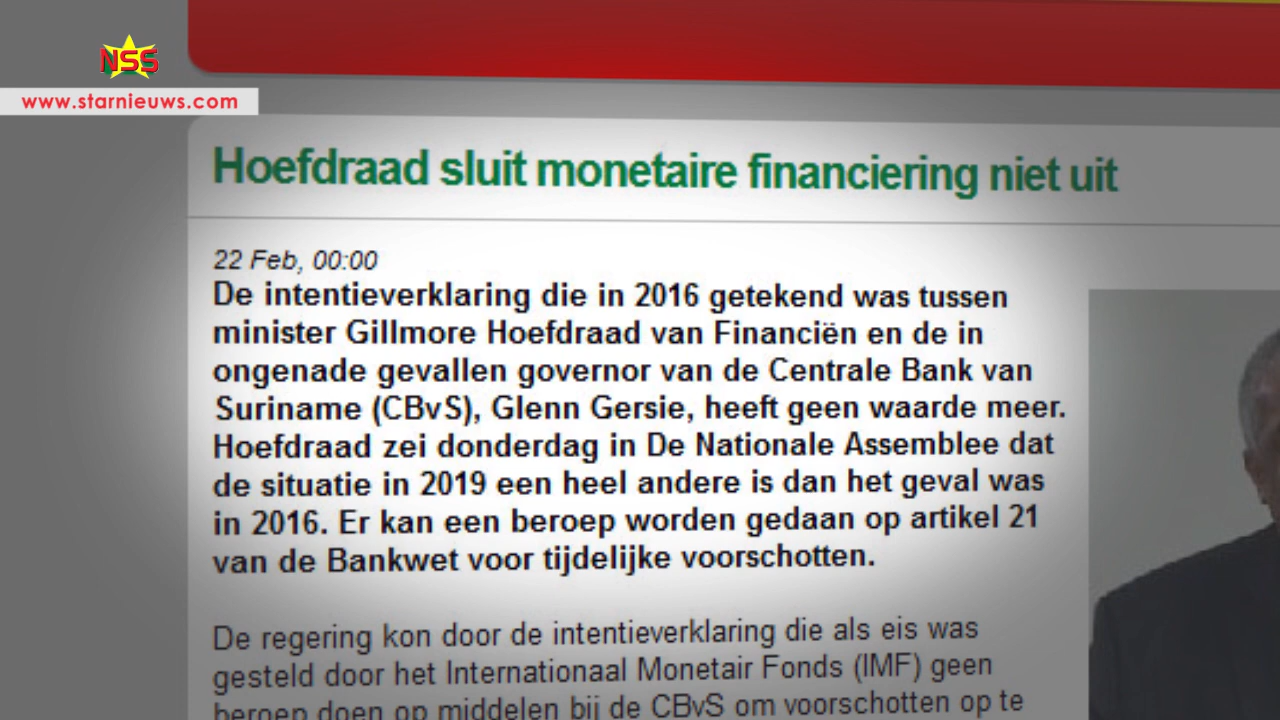 NSS
www.starnieuws.com
Hoefdraad sluit monetaire financiering niet uit
22 Feb, 00:00
De intentieverklaring die in 2016 getekend was tussen
minister Gillmore Hoefdraad van Financiën en de in
ongenade gevallen governor van de Centrale Bank van
Suriname (CBvS), Glenn Gersie, heeft geen waarde meer.
Hoefdraad zei donderdag in De Nationale Assemblee dat
de situatie in 2019 een heel andere is dan het geval was
in 2016. Er kan een beroep worden gedaan op artikel 21
van de Bankwet voor tijdelijke voorschotten.
De regering kon door de intentieverklaring die als eis was
gesteld door het Internationaal Monetair Fonds (IMF) geen
beroep doen op middelen bij de CBvS om voorschotten op te